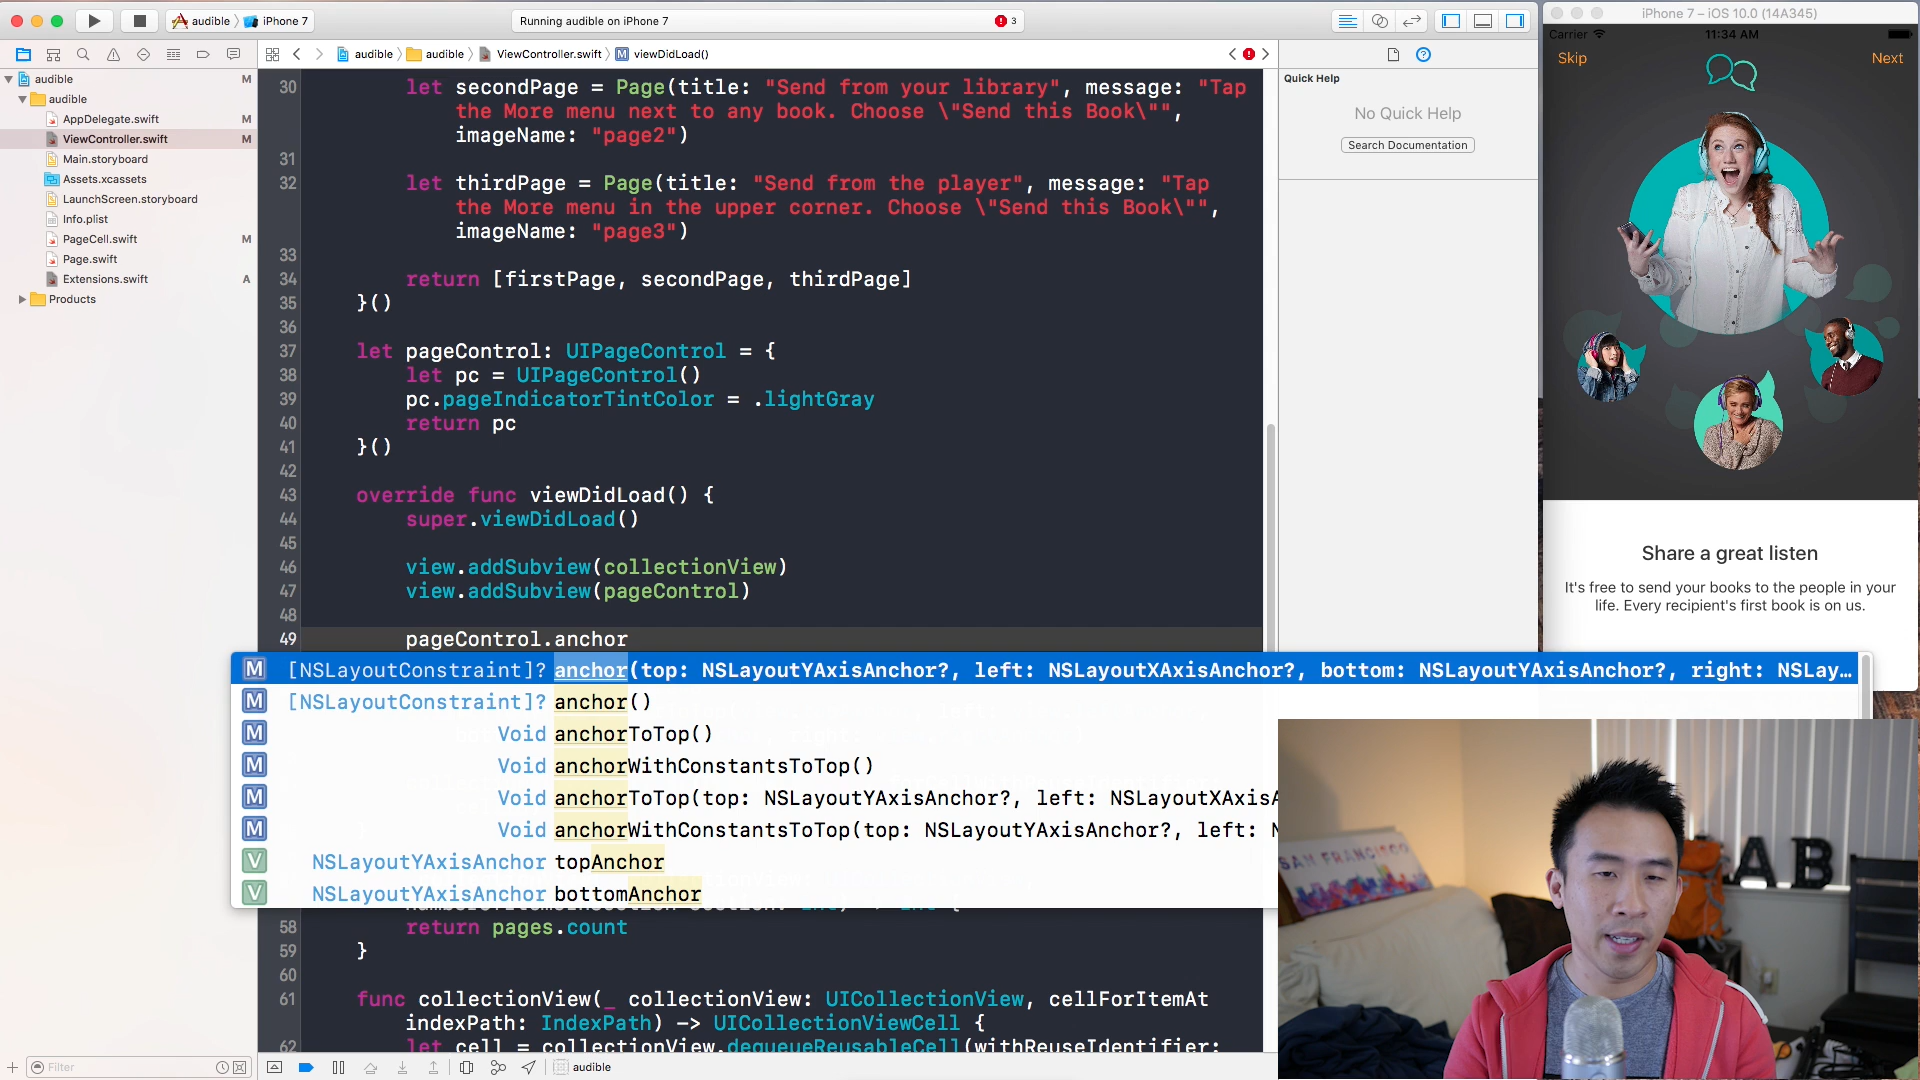 audible
iPhone 7
Running audible on iPhone 7
3
iPhone 7 – iOS 10.0 (14A345)
audible
audible
ViewController.swift
M viewDidLoad()
Carrier
11:34 AM
Skip
Next
audible M
audible
AppDelegate.swift M
ViewController.swift M
Main.storyboard
Assets.xcassets
LaunchScreen.storyboard
Info.plist
PageCell.swift M
Page.swift
Extensions.swift A
Products
Quick Help
No Quick Help
Search Documentation
30 let secondPage = Page(title: "Send from your library", message: "Tap
the More menu next to any book. Choose \"Send this Book\"",
imageName: "page2")
31
32 let thirdPage = Page(title: "Send from the player", message: "Tap
the More menu in the upper corner. Choose \"Send this Book\"",
imageName: "page3")
33
34 return [firstPage, secondPage, thirdPage]
35 }()
36
37 let pageControl: UIPageControl = {
38 let pc = UIPageControl()
39 pc.pageIndicatorTintColor = .lightGray
40 return pc
41 }()
42
43 override func viewDidLoad() {
44 super.viewDidLoad()
45
46 view.addSubview(collectionView)
47 view.addSubview(pageControl)
48
49 pageControl.anchor
M [NSLayoutConstraint]? anchor(top: NSLayoutYAxisAnchor?, left: NSLayoutXAxisAnchor?, bottom: NSLayoutYAxisAnchor?, right: NSLay…
M [NSLayoutConstraint]? anchor()
M Void anchorToTop()
M Void anchorWithConstantsToTop()
M Void anchorToTop(top: NSLayoutYAxisAnchor?, left: NSLayoutXAxisA
M Void anchorWithConstantsToTop(top: NSLayoutYAxisAnchor?, left: N
V NSLayoutYAxisAnchor topAnchor
V NSLayoutYAxisAnchor bottomAnchor
58 return pages.count
59 }
60
61 func collectionView(_ collectionView: UICollectionView, cellForItemAt
indexPath: IndexPath) -> UICollectionViewCell {
62 let cell = collectionView.dequeueReusableCell(withReuseIdentifier:
Share a great listen
It's free to send your books to the people in your
life. Every recipient's first book is on us.
SAN FRANCISCO
AB
Filter
audible